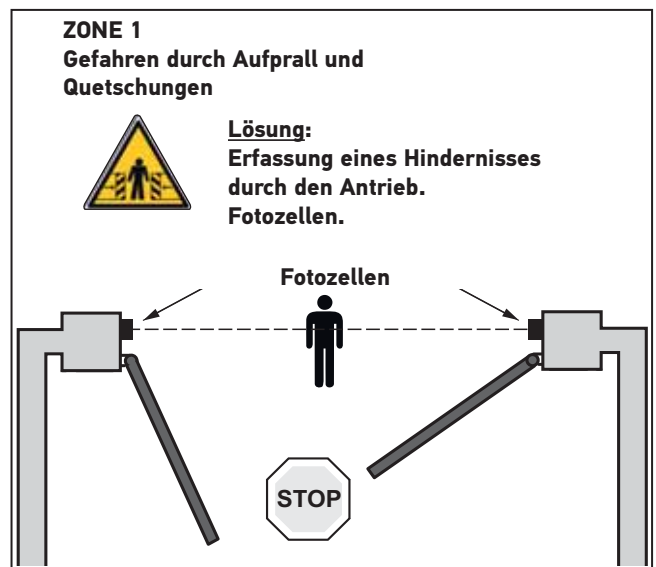 ZONE 1
Gefahren durch Aufprall und
Quetschungen
Lösung:
Erfassung eines Hindernisses
durch den Antrieb.
Fotozellen.
Fotozellen
STOP